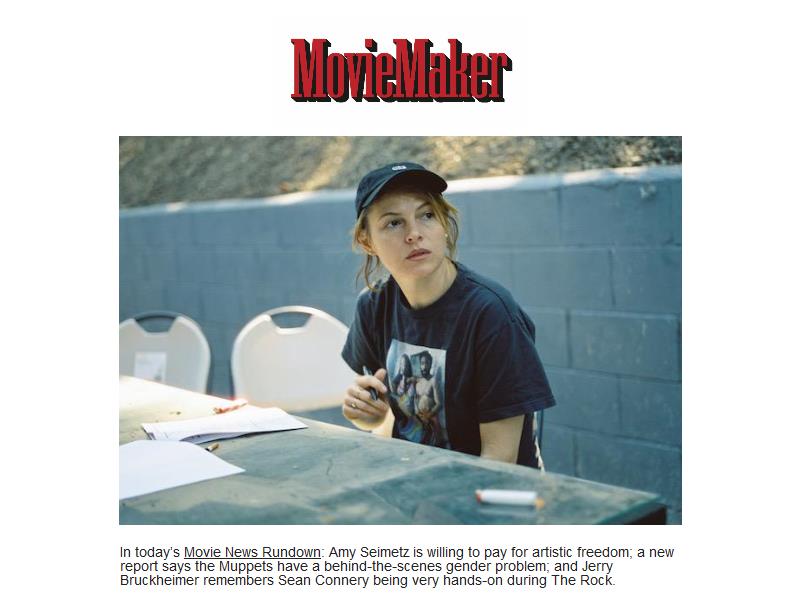 MovieMaker
In today's Movie News Rundown: Amy Seimetz is willing to pay for artistic freedom; a new
report says the Muppets have a behind-the-scenes gender problem; and Jerry
Bruckheimer remembers Sean Connery being very hands-on during The Rock.